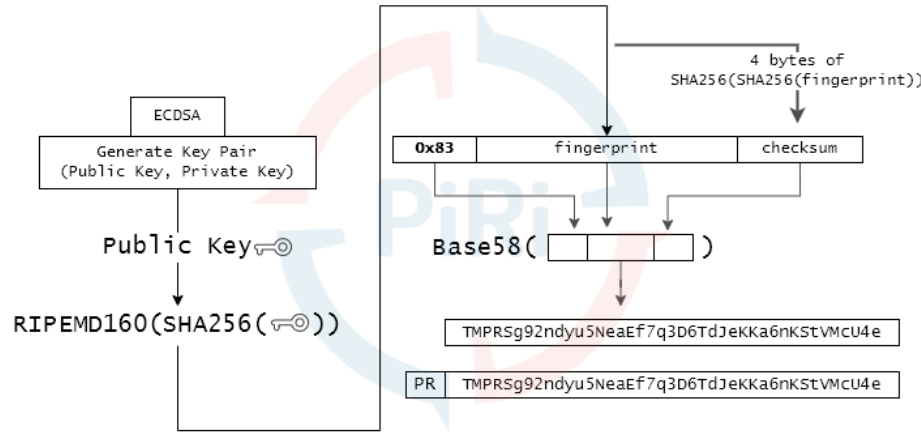 ECDSA
Generate Key Pair
(Public Key, Private Key)
Public Key
RIPEMD160(SHA256( ))
4 bytes of
SHA256(SHA256(fingerprint))
0x83 fingerprint checksum
PiRi
Base58( )
TMPRSg92ndyu5NeaEf7q3D6TdJeKKa6nKStVMcU4e
PR TMPRSg92ndyu5NeaEf7q3D6TdJeKKa6nKStVMcU4e